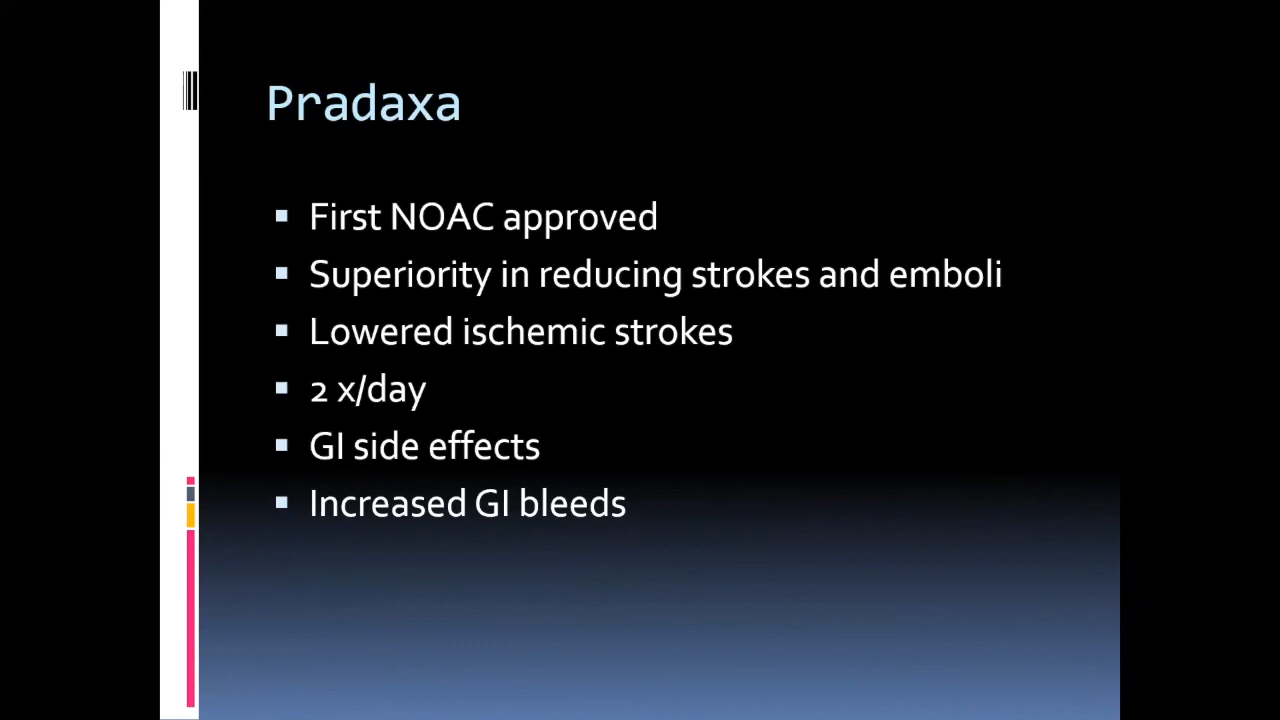 Pradaxa
First NOAC approved
Superiority in reducing strokes and emboli
Lowered ischemic strokes
2 x/day
GI side effects
Increased GI bleeds